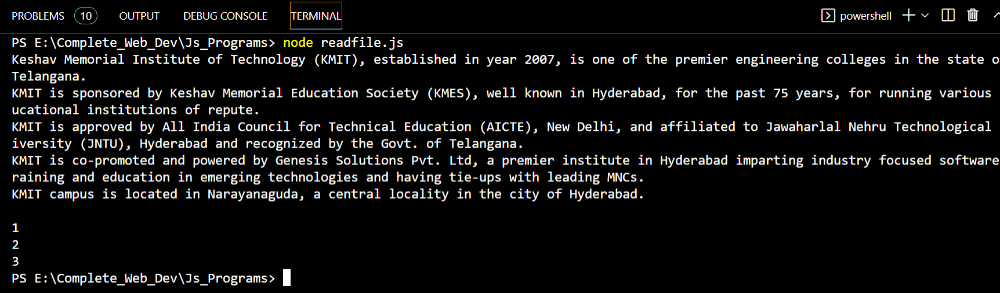 PROBLEMS 10 OUTPUT DEBUG CONSOLE TERMINAL powershell
PS E:\Complete_Web_Dev\Js_Programs> node readfile.js
Keshav Memorial Institute of Technology (KMIT), established in year 2007, is one of the premier engineering colleges in the state o
Telangana.
KMIT is sponsored by Keshav Memorial Education Society (KMES), well known in Hyderabad, for the past 75 years, for running various
ucational institutions of repute.
KMIT is approved by All India Council for Technical Education (AICTE), New Delhi, and affiliated to Jawaharlal Nehru Technological
iversity (JNTU), Hyderabad and recognized by the Govt. of Telangana.
KMIT is co-promoted and powered by Genesis Solutions Pvt. Ltd, a premier institute in Hyderabad imparting industry focused software
raining and education in emerging technologies and having tie-ups with leading MNCs.
KMIT campus is located in Narayanaguda, a central locality in the city of Hyderabad.
1
2
3
PS E:\Complete_Web_Dev\Js_Programs>